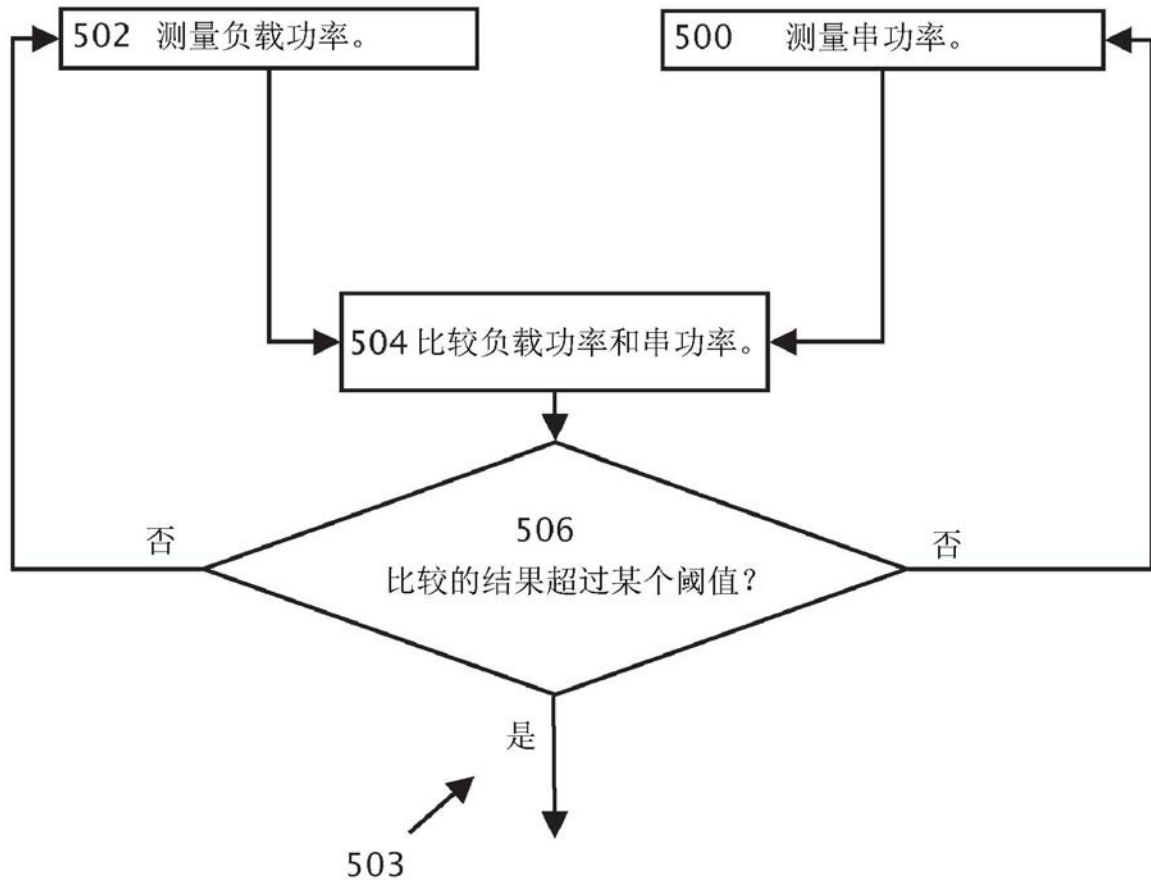 502 测量负载功率。
500 测量串功率。
504 比较负载功率和串功率。
506
比较的结果超过某个阈值？
否
否
是
503